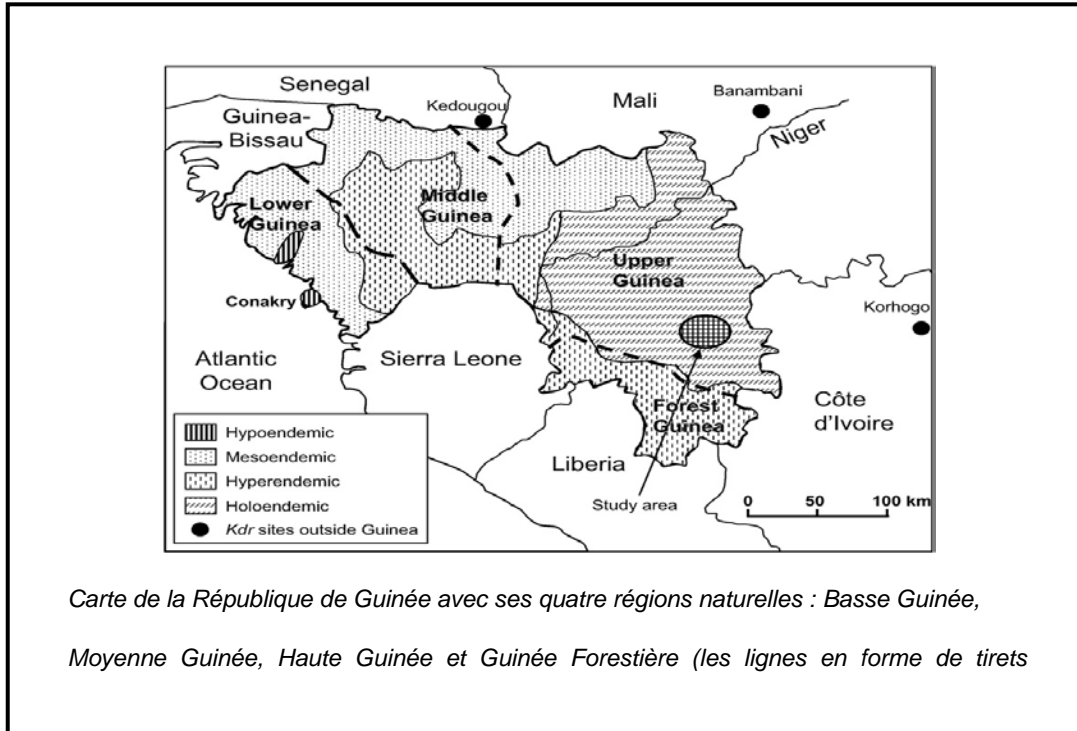 Senegal
Kedougou
Mali
Banambani
Guinea-
Bissau
Niger
Lower
Guinea
Middle
Guinea
Upper
Guinea
Conakry
Korhogo
Atlantic
Ocean
Sierra Leone
Côte
d'Ivoire
Forest
Guinea
Liberia
Study area
0 50 100 km
Hypoendemic
Mesoendemic
Hyperendemic
Holoendemic
Kdr sites outside Guinea
Carte de la République de Guinée avec ses quatre régions naturelles : Basse Guinée,
Moyenne Guinée, Haute Guinée et Guinée Forestière (les lignes en forme de tirets